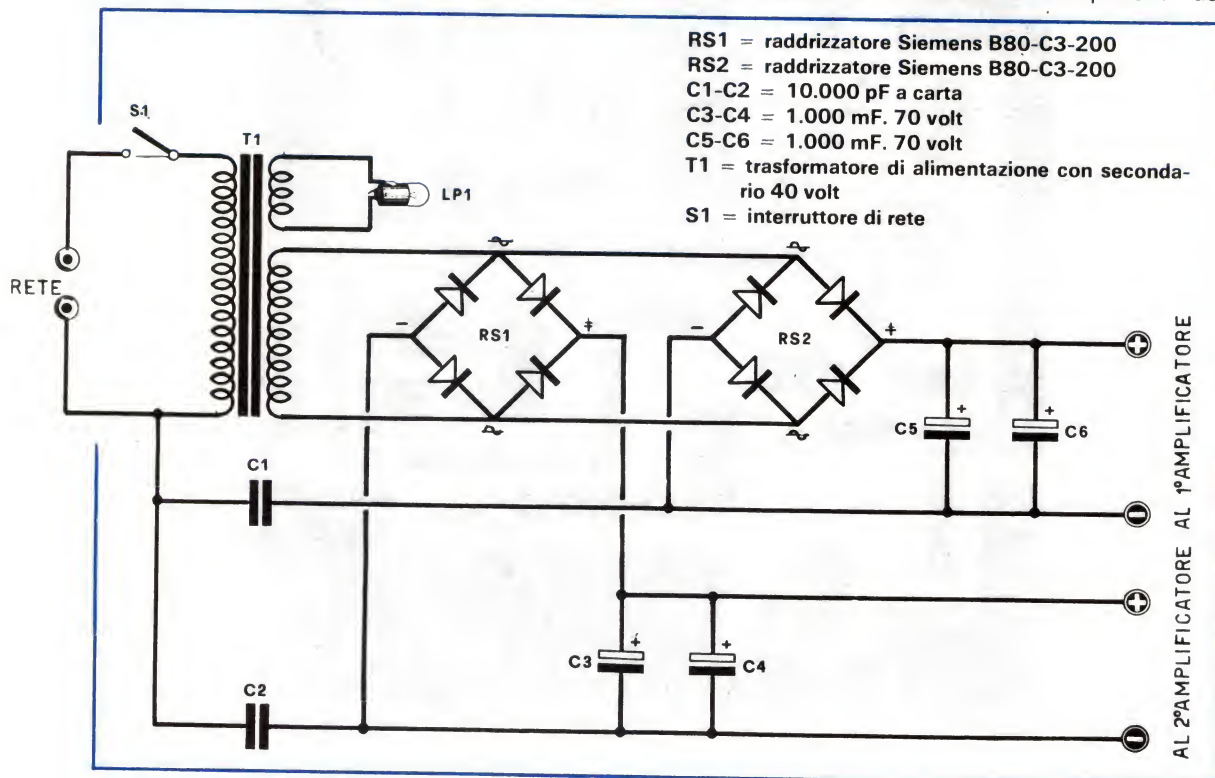 RS1 = raddrizzatore Siemens B80-C3-200
RS2 = raddrizzatore Siemens B80-C3-200
C1-C2 = 10.000 pF a carta
C3-C4 = 1.000 mF. 70 volt
C5-C6 = 1.000 mF. 70 volt
T1 = trasformatore di alimentazione con seconda-
rio 40 volt
S1 = interruttore di rete
S1
T1
LP1
RETE
RS1
- +
RS2
- +
C5 +
+ C6
+
-
AL 1° AMPLIFICATORE
C1
C3 +
+ C4
+
-
AL 2° AMPLIFICATORE
C2